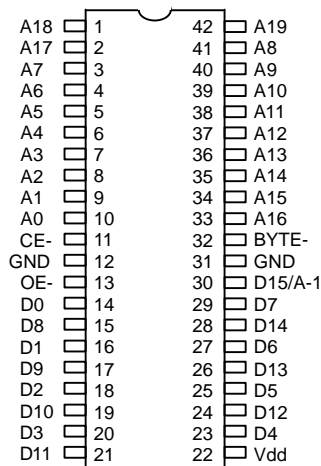 A18 1 42 A19
A17 2 41 A8
A7 3 40 A9
A6 4 39 A10
A5 5 38 A11
A4 6 37 A12
A3 7 36 A13
A2 8 35 A14
A1 9 34 A15
A0 10 33 A16
CE- 11 32 BYTE-
GND 12 31 GND
OE- 13 30 D15/A-1
D0 14 29 D7
D8 15 28 D14
D1 16 27 D6
D9 17 26 D13
D2 18 25 D5
D10 19 24 D12
D3 20 23 D4
D11 21 22 Vdd